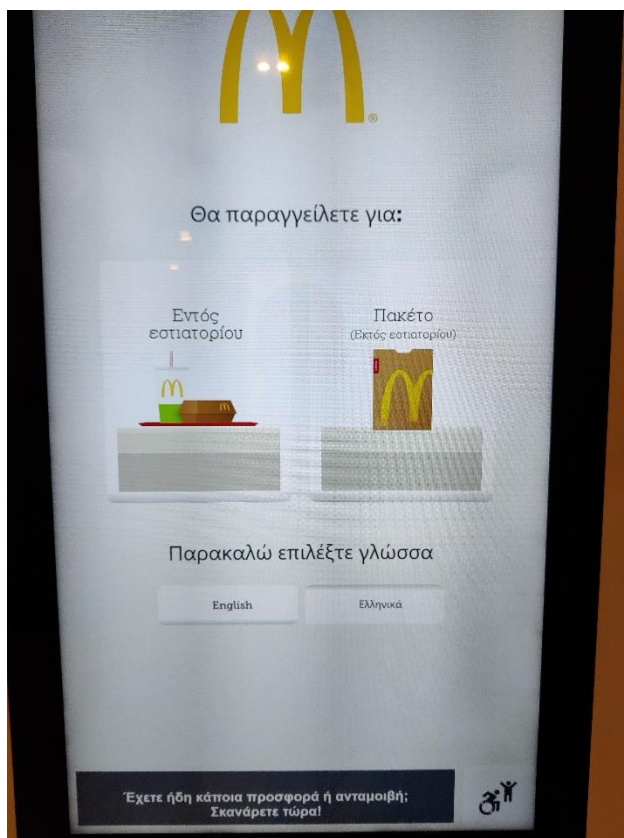 Θα παραγγείλετε για:
Εντός
εστιατορίου
Πακέτο
(Εκτός εστιατορίου)
Παρακαλώ επιλέξτε γλώσσα
English
Ελληνικά
Έχετε ήδη κάποια προσφορά ή ανταμοιβή;
Σκανάρετε τώρα!